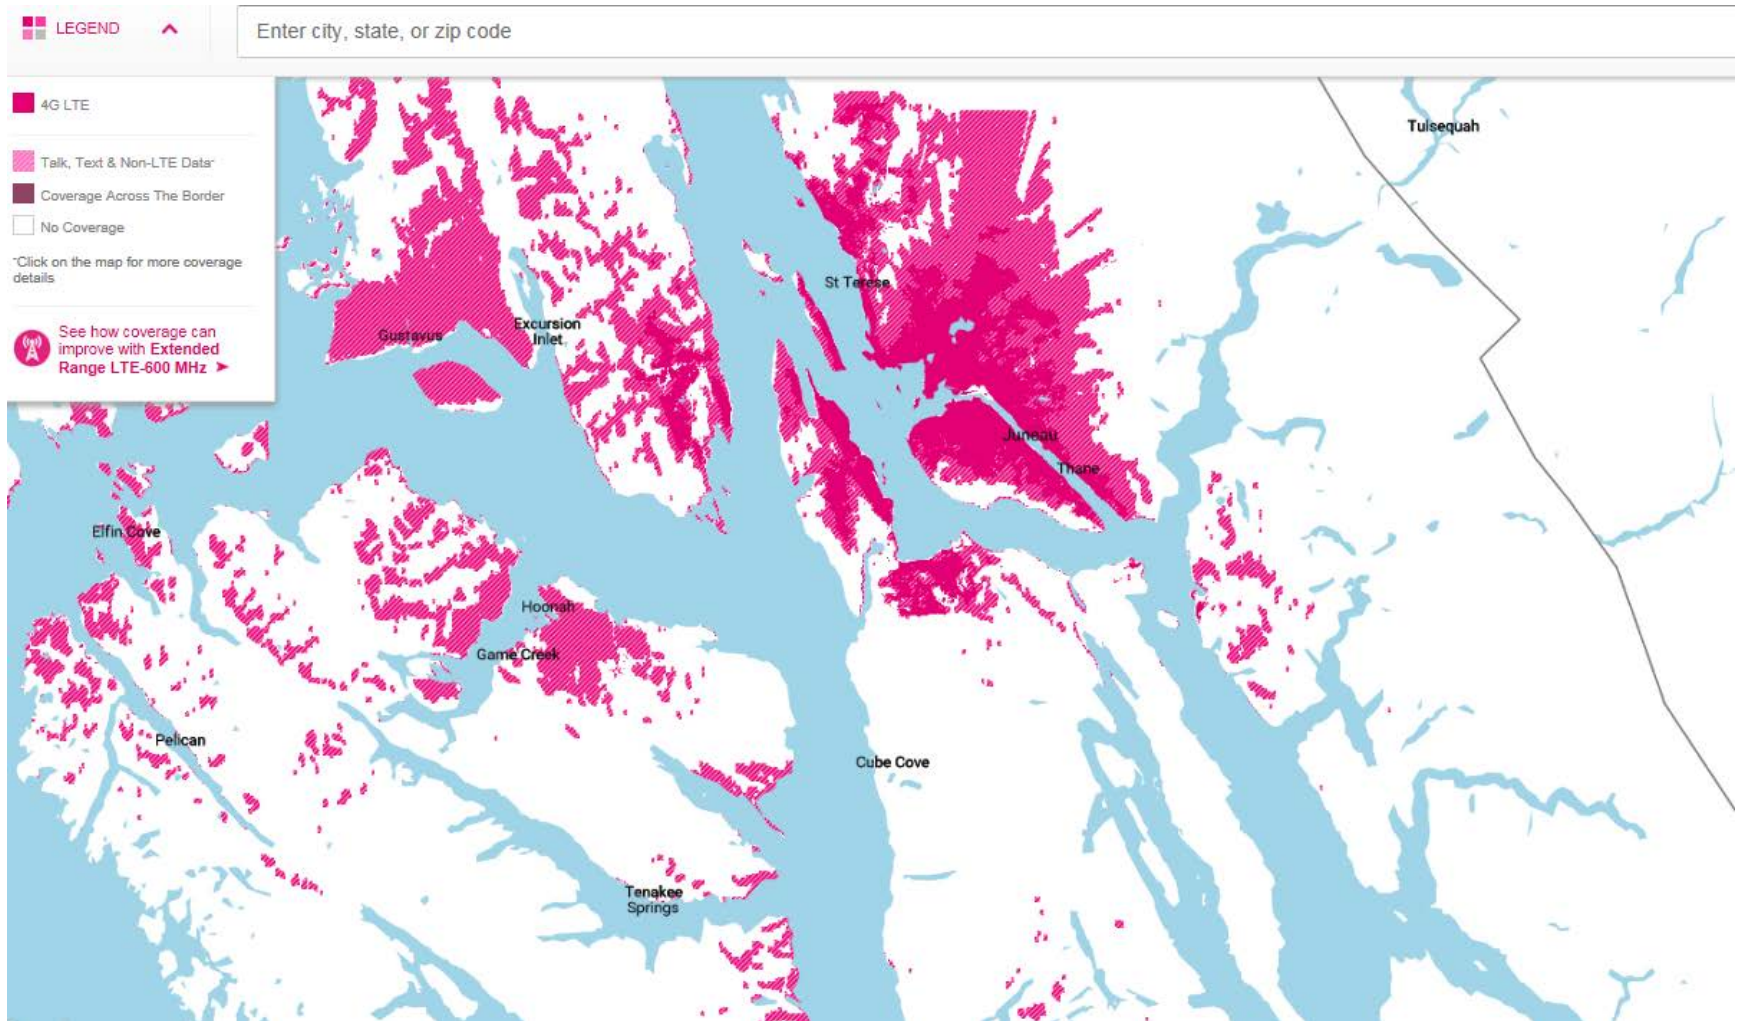 LEGEND
Enter city, state, or zip code
4G LTE
Talk, Text & Non-LTE Data*
Coverage Across The Border
No Coverage
*Click on the map for more coverage
details
See how coverage can
improve with Extended
Range LTE-600 MHz ➤
Tulsequah
St Terese
Gustavus
Excursion
Inlet
Juneau
Thane
Elfin Cove
Hoonah
Game Creek
Pelican
Cube Cove
Tenakee
Springs